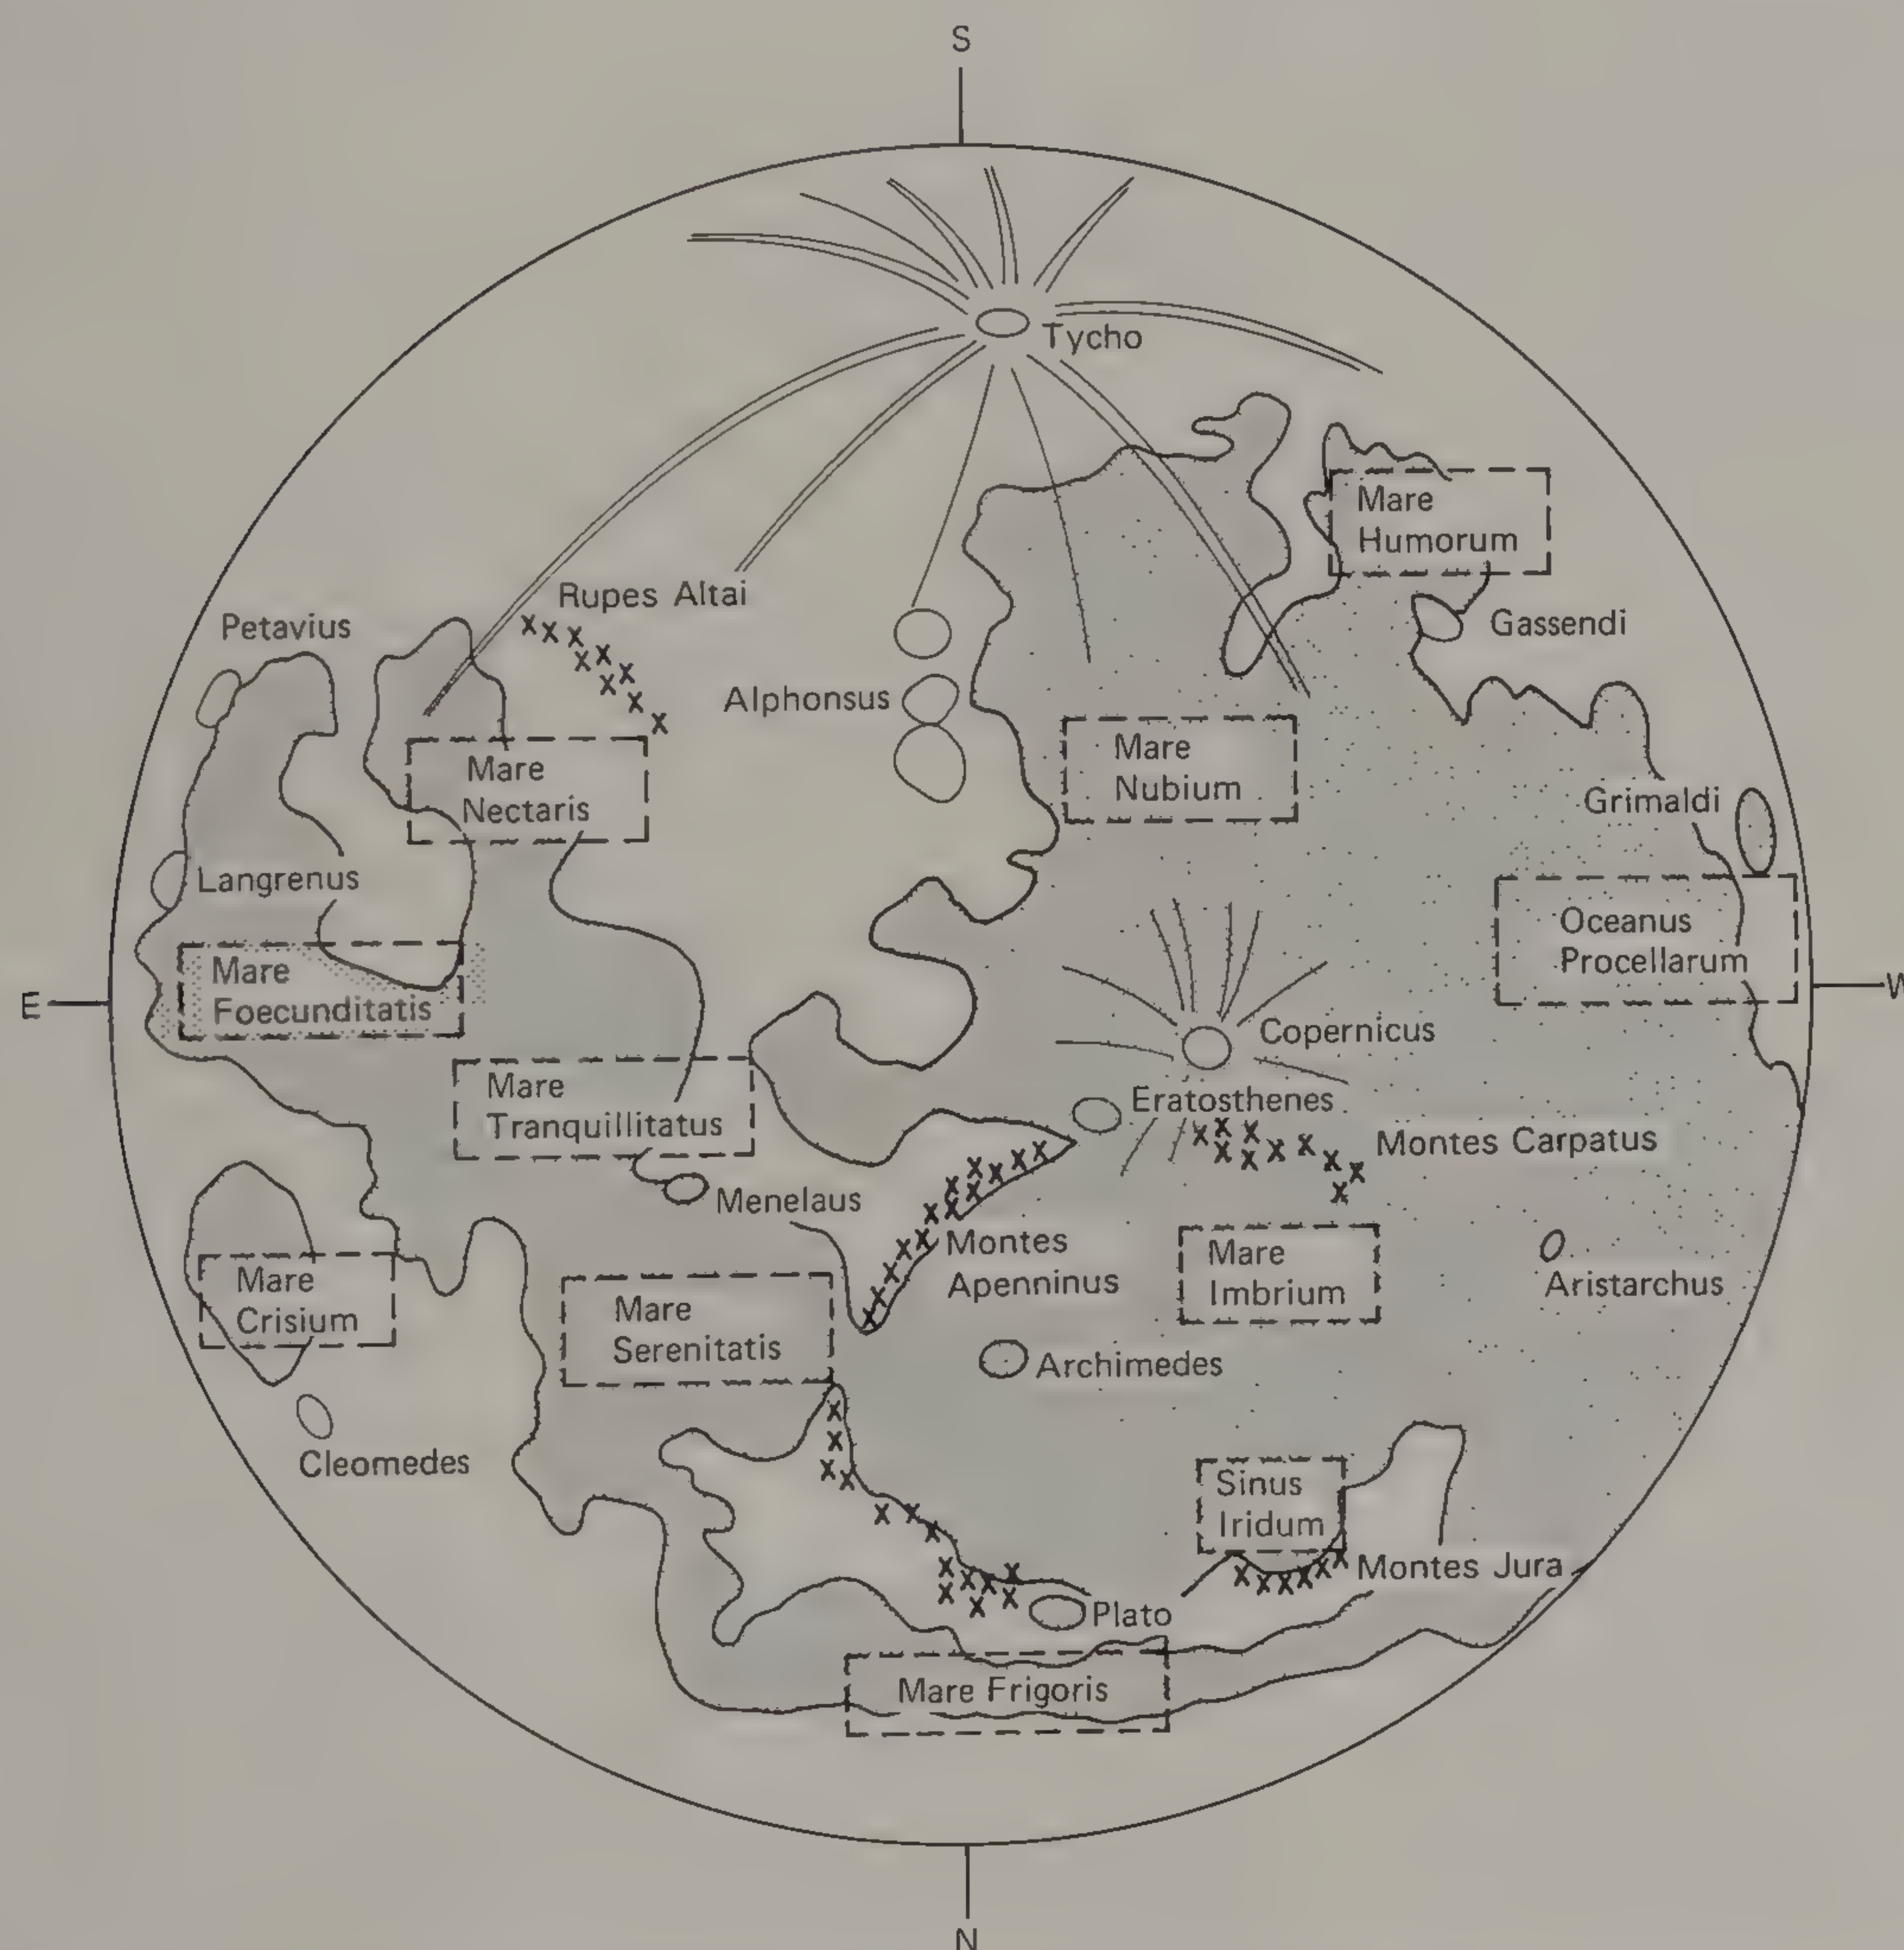 S
Tycho
Mare
Humorum
Rupes Altai
Petavius
Gassendi
Alphonsus
Mare
Nubium
Mare
Nectaris
Grimaldi
Langrenus
Oceanus
Procellarum
Mare
Foecunditatis
E
W
Copernicus
Mare
Tranquillitatus
Eratosthenes
Montes Carpatus
Menelaus
Montes
Apenninus
Mare
Imbrium
Aristarchus
Mare
Crisium
Mare
Serenitatis
Archimedes
Cleomedes
Sinus
Iridum
Montes Jura
Plato
Mare Frigoris
N